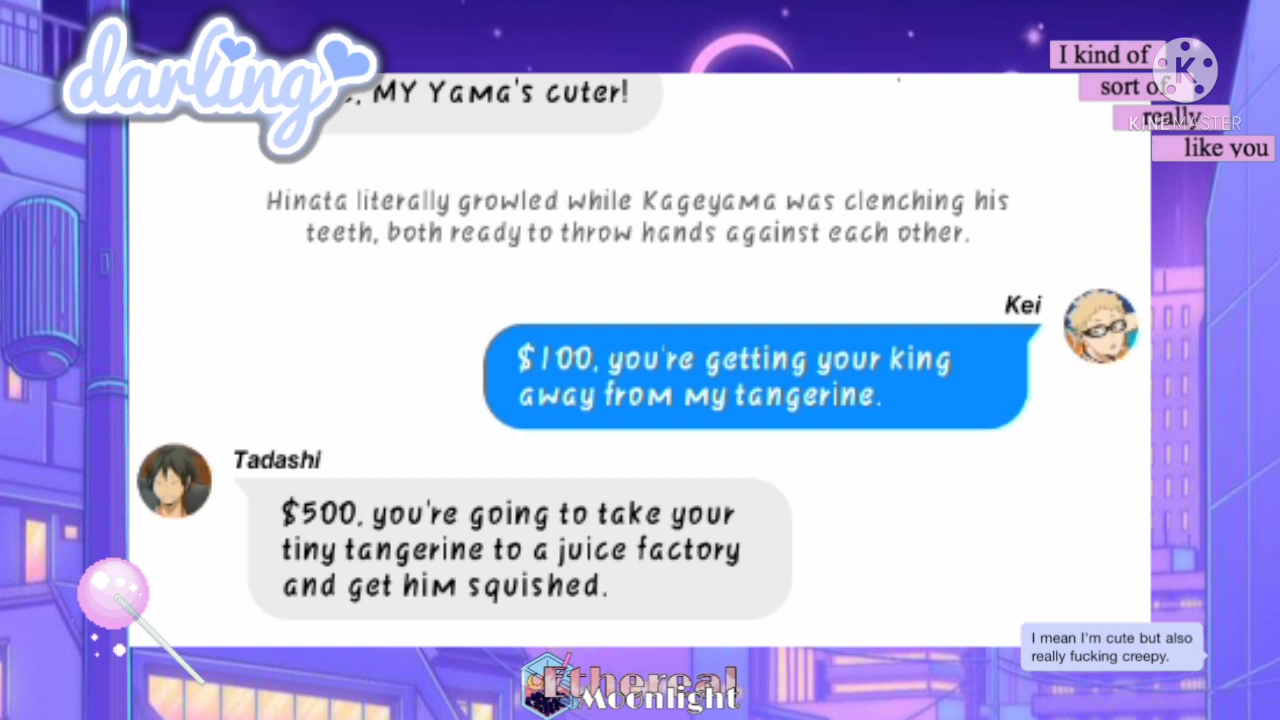 darling
MY Yama's cuter!
I kind of
sort of
really
like you
K
KINEMASTER
Hinata literally growled while Kageyama was clenching his
teeth, both ready to throw hands against each other.
Kei
$100, you're getting your king
away from my tangerine.
Tadashi
$500, you're going to take your
tiny tangerine to a juice factory
and get him squished.
I mean I'm cute but also
really fucking creepy.
Ethereal
Moonlight